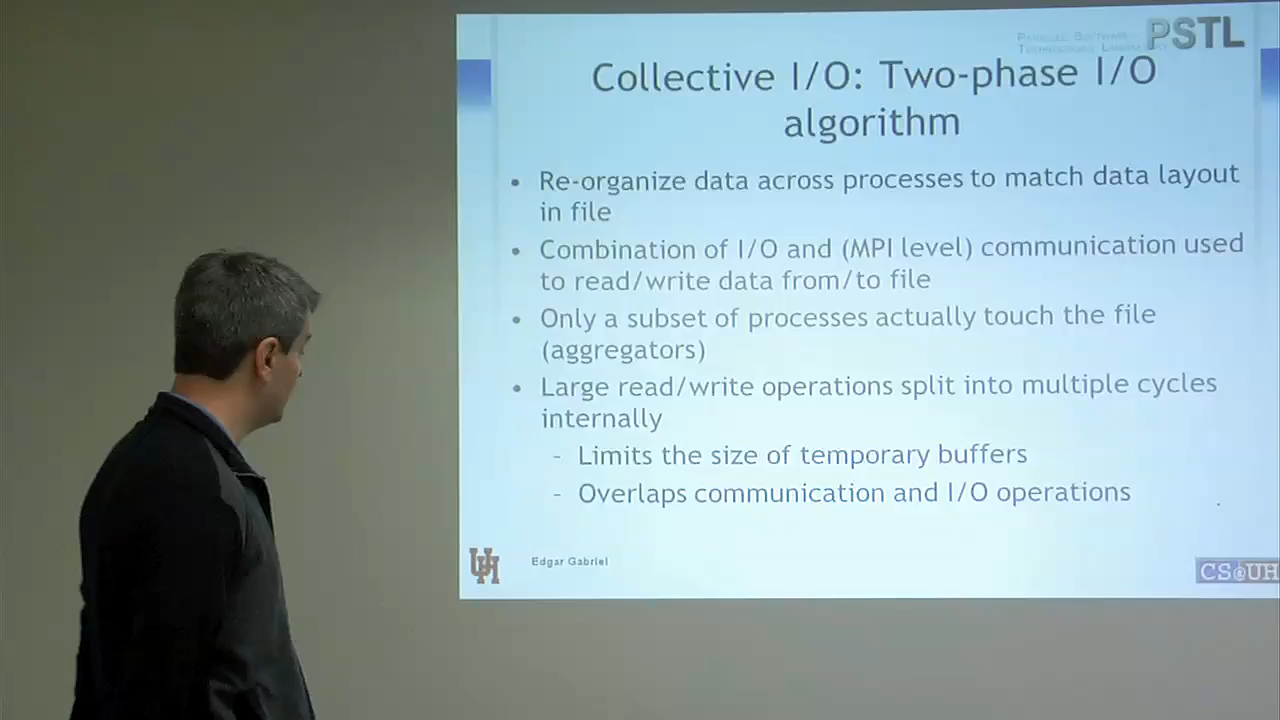 Parallel Software
Technologies Laboratory
PSTL
Collective I/O: Two-phase I/O
algorithm
• Re-organize data across processes to match data layout
in file
• Combination of I/O and (MPI level) communication used
to read/write data from/to file
• Only a subset of processes actually touch the file
(aggregators)
• Large read/write operations split into multiple cycles
internally
- Limits the size of temporary buffers
- Overlaps communication and I/O operations
UH
Edgar Gabriel
CS@UH